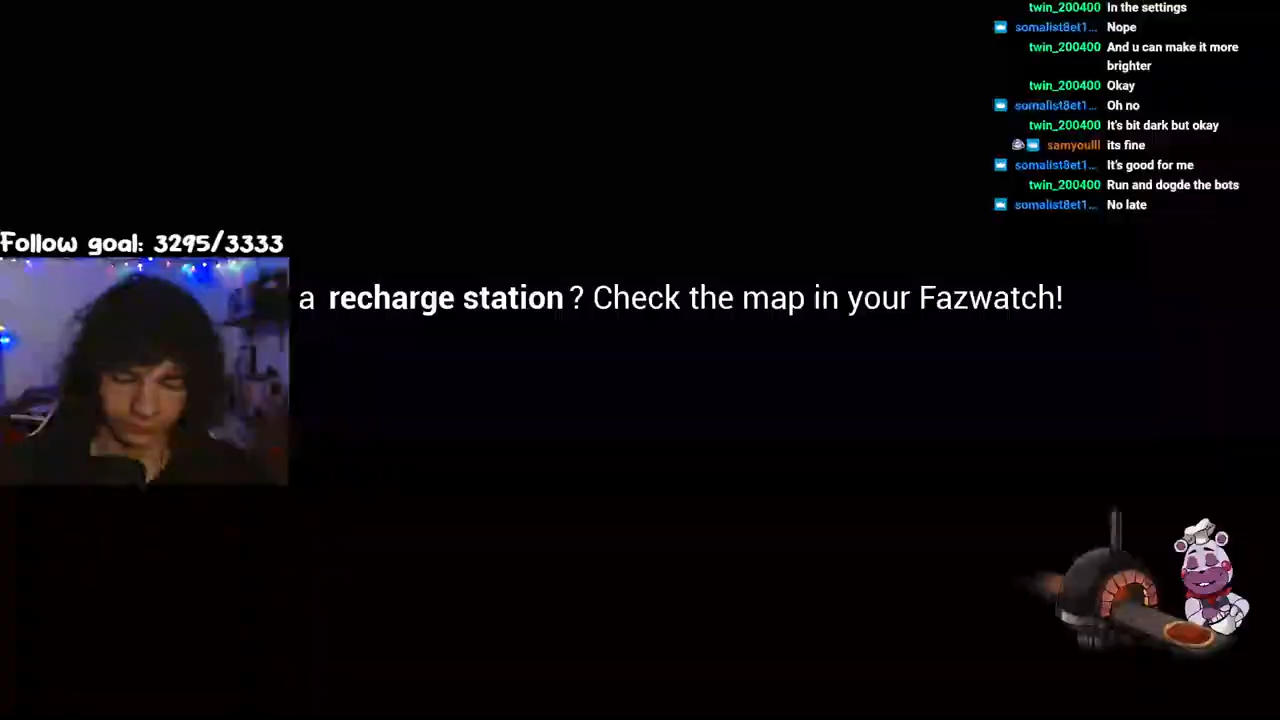 twin_200400 In the settings
somalist8et1... Nope
twin_200400 And u can make it more
brighter
twin_200400 Okay
somalist8et1... Oh no
twin_200400 It's bit dark but okay
samyoulll its fine
somalist8et1... It's good for me
twin_200400 Run and dogde the bots
somalist8et1... No late
Follow goal: 3295/3333
a recharge station? Check the map in your Fazwatch!